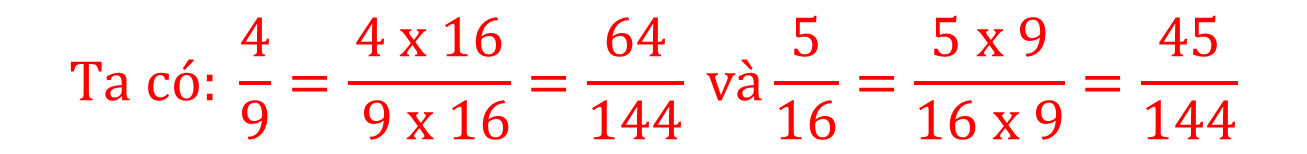 Ta có: 4/9 = (4 x 16)/(9 x 16) = 64/144 và 5/16 = (5 x 9)/(16 x 9) = 45/144